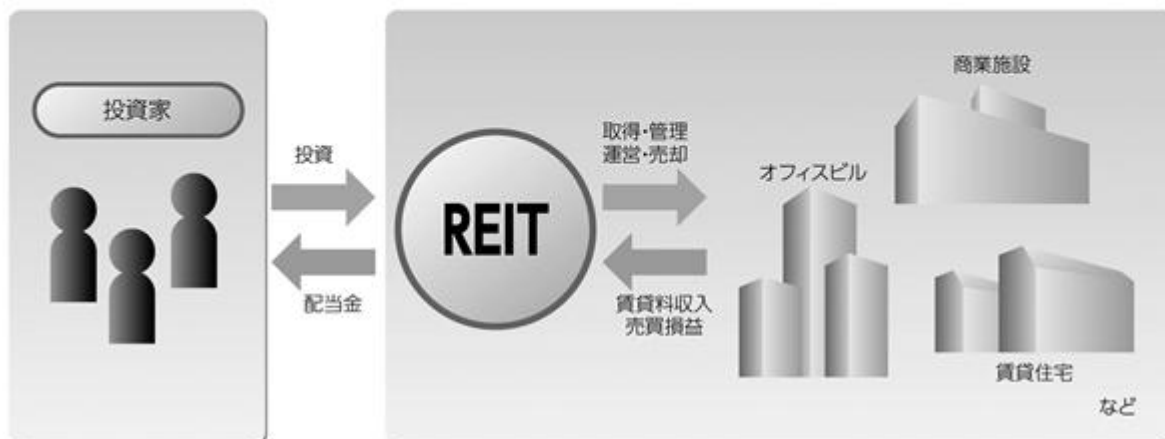 投資家
投資
配当金
REIT
取得・管理
運営・売却
賃貸料収入
売買損益
商業施設
オフィスビル
賃貸住宅
など